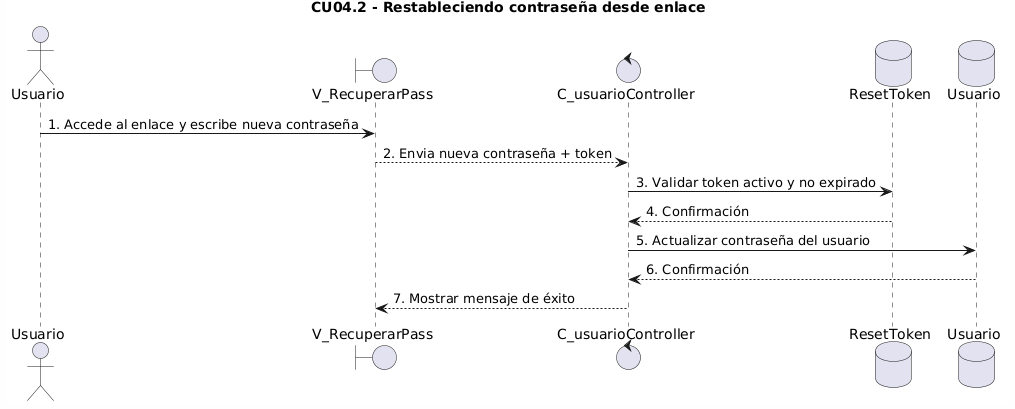 CU04.2 - Restableciendo contraseña desde enlace
Usuario V_RecuperarPass C_usuarioController ResetToken Usuario
1. Accede al enlace y escribe nueva contraseña
2. Envia nueva contraseña + token
3. Validar token activo y no expirado
4. Confirmación
5. Actualizar contraseña del usuario
6. Confirmación
7. Mostrar mensaje de éxito
Usuario V_RecuperarPass C_usuarioController ResetToken Usuario